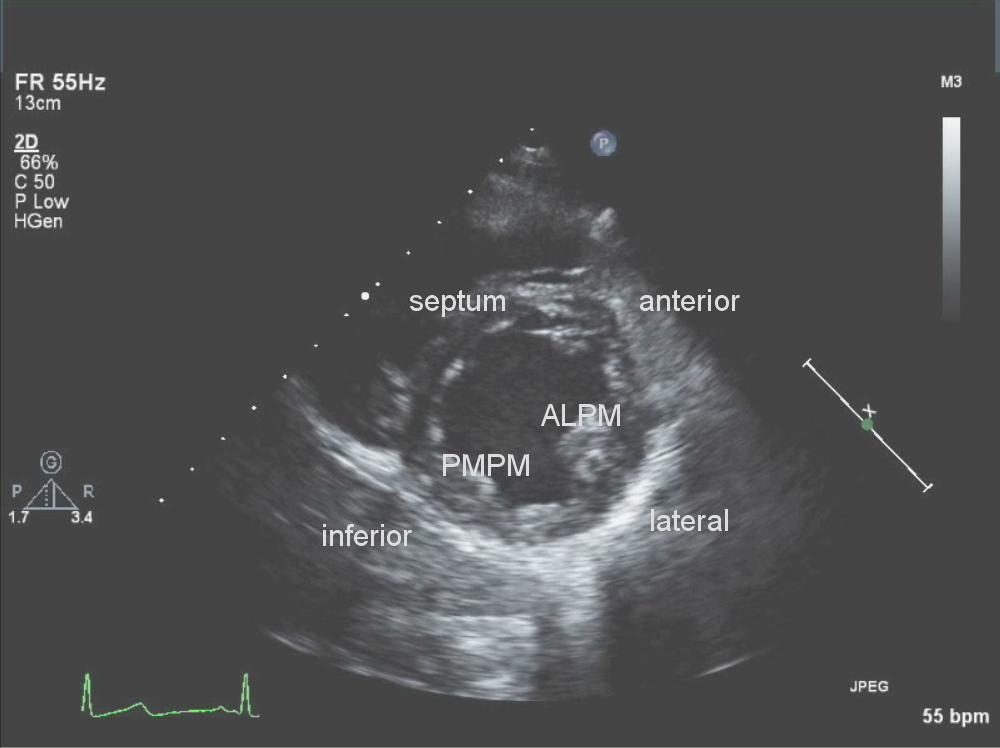 FR 55Hz
13cm
M3
2D
66%
C 50
P Low
HGen
P
septum
anterior
ALPM
PMPM
G
P R
1.7 3.4
inferior
lateral
X
JPEG
55 bpm